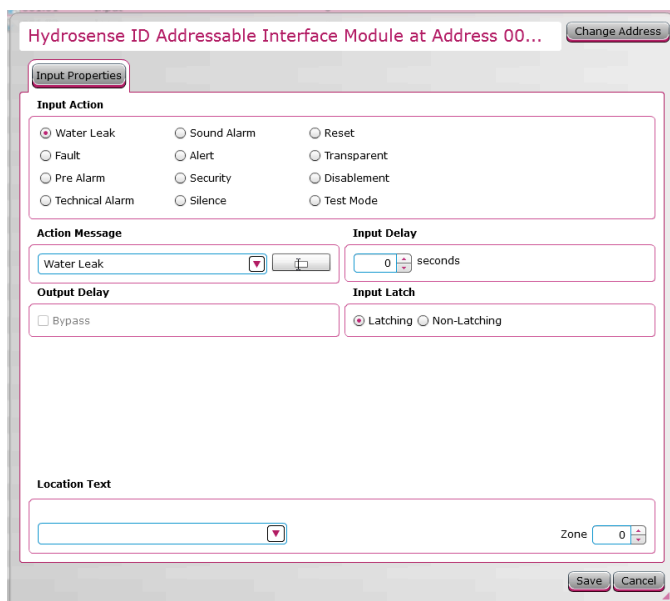 Hydrosense ID Addressable Interface Module at Address 00...
Change Address
Input Properties
Input Action
Water Leak
Sound Alarm
Reset
Fault
Alert
Transparent
Pre Alarm
Security
Disablement
Technical Alarm
Silence
Test Mode
Action Message
Input Delay
Water Leak
0 seconds
Output Delay
Input Latch
Bypass
Latching
Non-Latching
Location Text
Zone 0
Save
Cancel